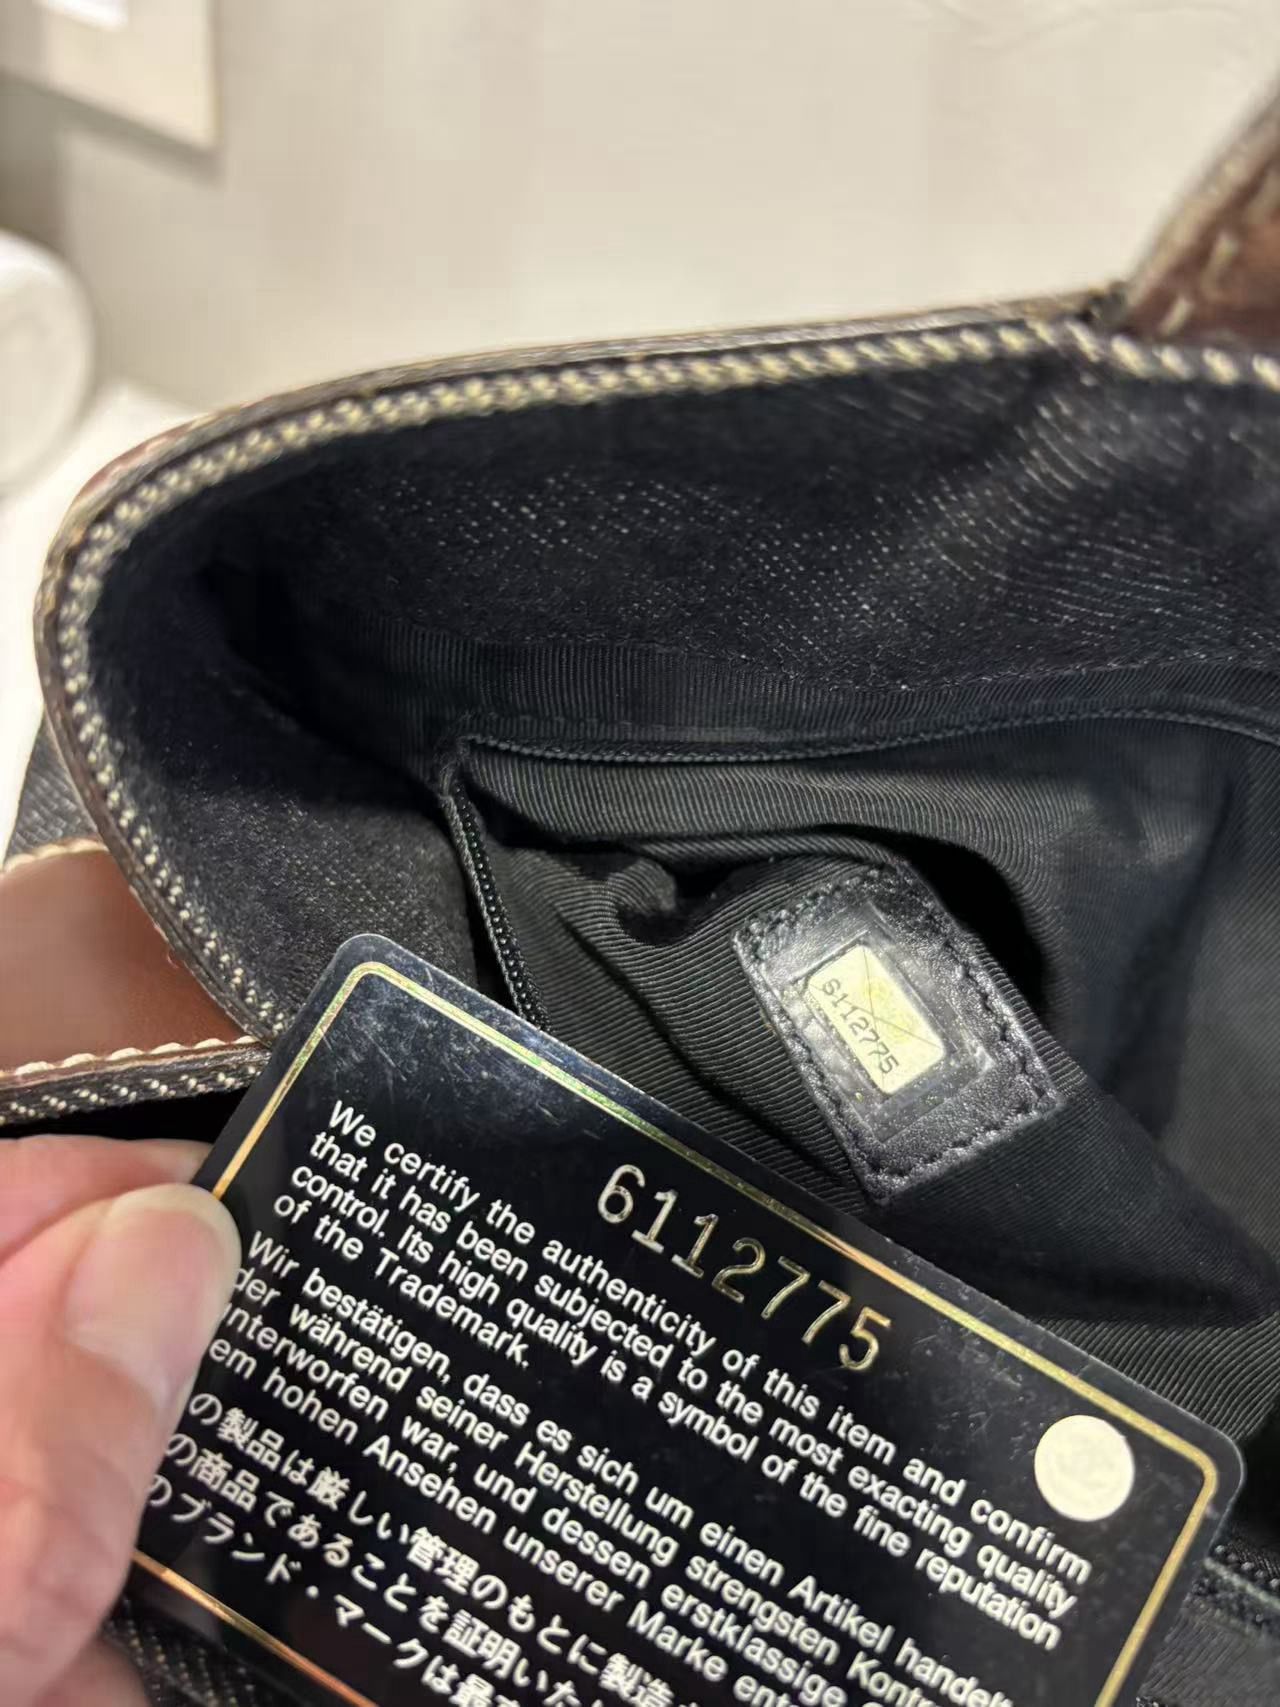 6112775
6112775
We certify the authenticity of this item and confirm
that it has been subjected to the most exacting quality
control. Its high quality is a symbol of the fine reputation
of the Trademark.
Wir bestätigen, dass es sich um einen Artikel handelt
der während seiner Herstellung strengsten
unterworfen war, und dessen erstklassige
em hohen Ansehen unserer Marke
の製品は厳しい管理のもとに製造
の商品であることを証明いた
のブランド・マークは最